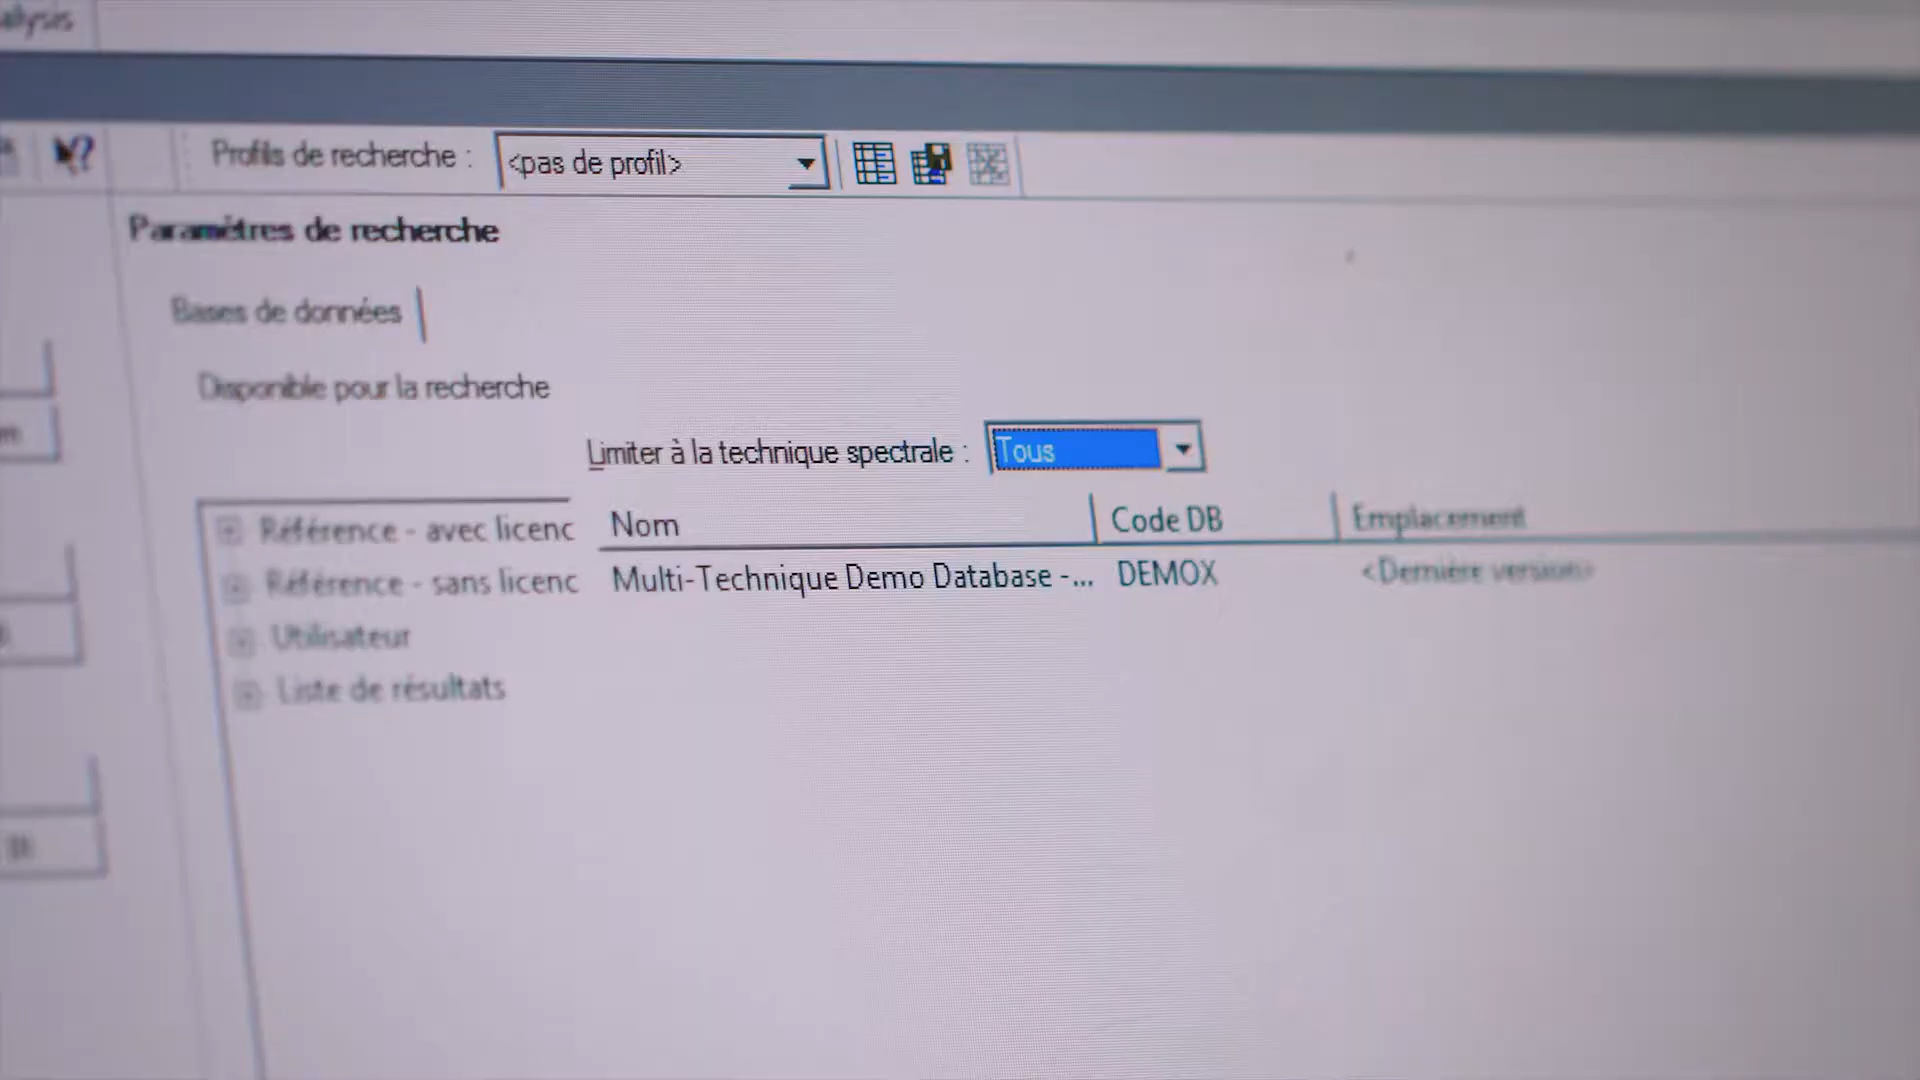 alysis
Profils de recherche : <pas de profil>
Paramètres de recherche
Bases de données
Disponible pour la recherche
Limiter à la technique spectrale : Tous
Référence - avec licenc
Référence - sans licenc
Utilisateur
Liste de résultats
Nom Code DB Emplacement
Multi-Technique Demo Database -... DEMOX <Dernière version>